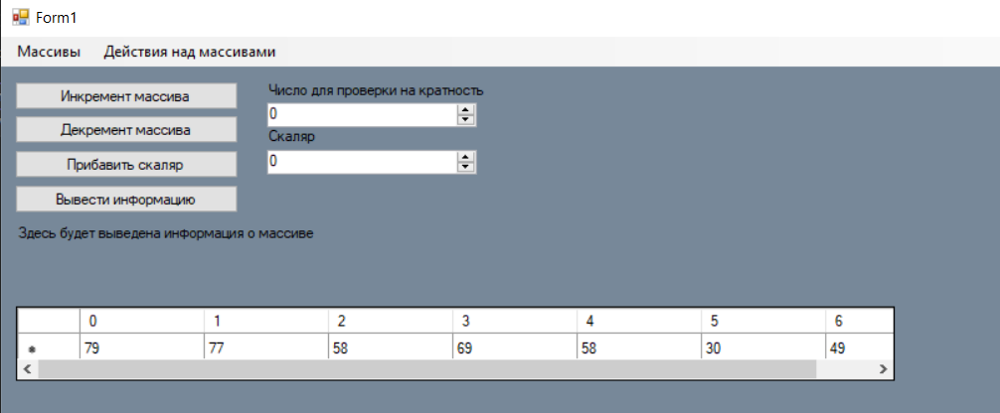 Form1
Массивы Действия над массивами
Инкремент массива
Декремент массива
Прибавить скаляр
Вывести информацию
Число для проверки на кратность
0
Скаляр
0
Здесь будет выведена информация о массиве
0 1 2 3 4 5 6
79 77 58 69 58 30 49